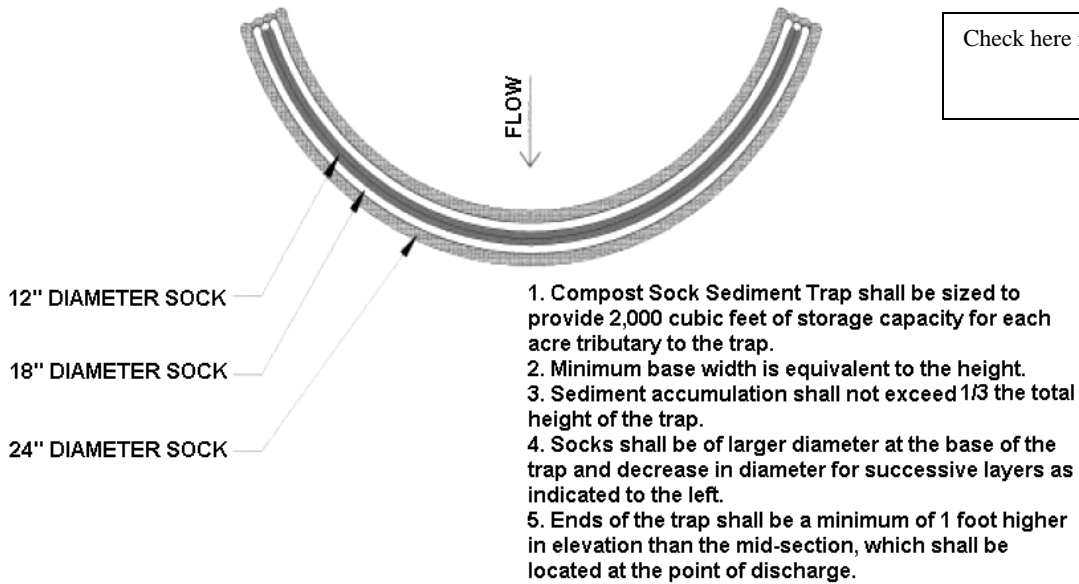 Check here
FLOW
12" DIAMETER SOCK
18" DIAMETER SOCK
24" DIAMETER SOCK
1. Compost Sock Sediment Trap shall be sized to
provide 2,000 cubic feet of storage capacity for each
acre tributary to the trap.
2. Minimum base width is equivalent to the height.
3. Sediment accumulation shall not exceed 1/3 the total
height of the trap.
4. Socks shall be of larger diameter at the base of the
trap and decrease in diameter for successive layers as
indicated to the left.
5. Ends of the trap shall be a minimum of 1 foot higher
in elevation than the mid-section, which shall be
located at the point of discharge.